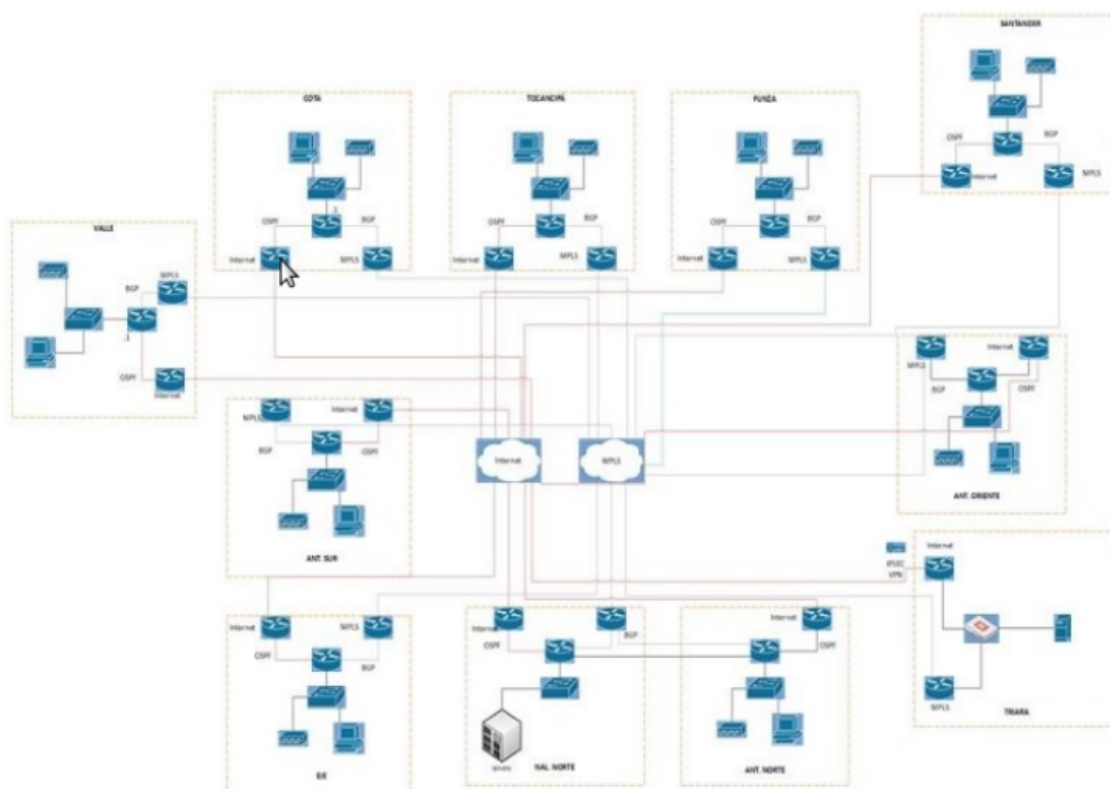 SANTANDER
OSPF
BGP
Internet
MPLS
COTA
OSPF
BGP
Internet
MPLS
TOCANCIPÁ
OSPF
BGP
Internet
MPLS
FUNZA
OSPF
BGP
Internet
MPLS
VALLE
MPLS
BGP
OSPF
Internet
MPLS
Internet
BGP
OSPF
ANT. SUR
Internet
MPLS
MPLS
Internet
BGP
OSPF
ANT. ORIENTE
Internet
IPSEC
VPN
MPLS
TRIARA
Internet
MPLS
OSPF
BGP
EJE
Internet
BGP
OSPF
NAL. NORTE
Internet
OSPF
ANT. NORTE